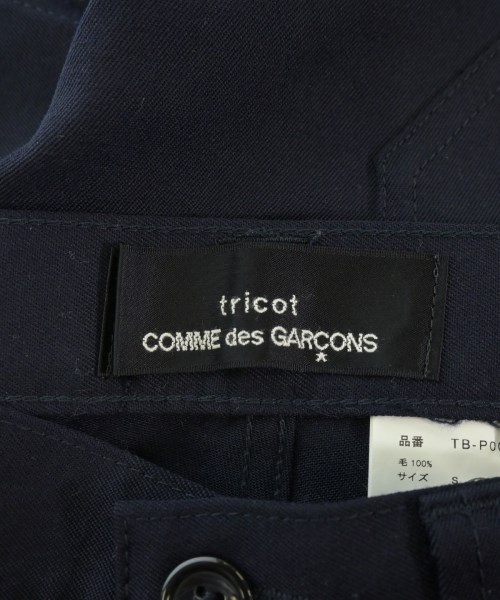 tricot
COMME des GARÇONS
品番 TB-P0
毛 100%
サイズ S